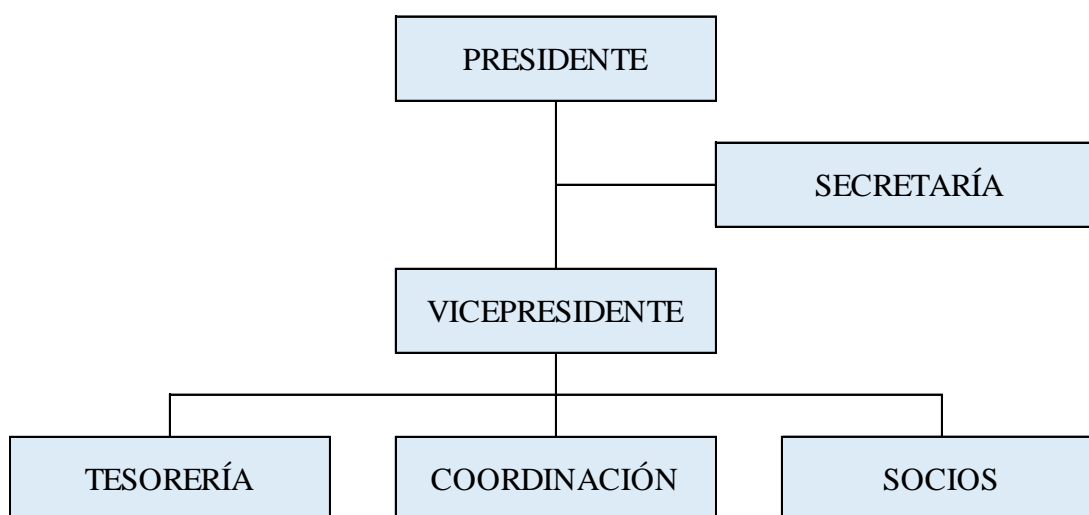 PRESIDENTE
SECRETARÍA
VICEPRESIDENTE
TESORERÍA
COORDINACIÓN
SOCIOS